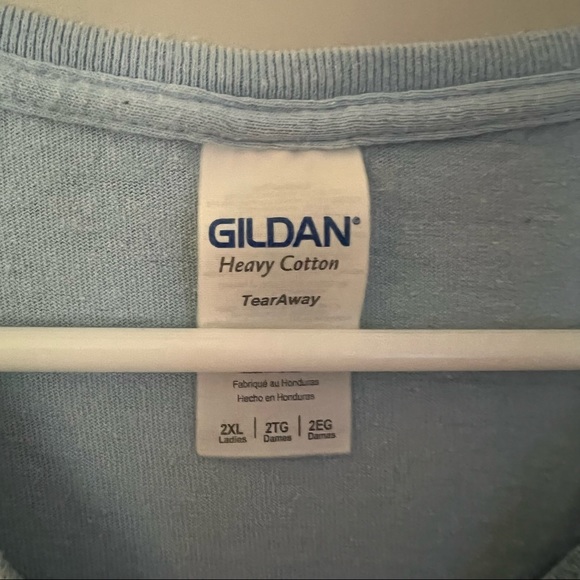 GILDAN®
Heavy Cotton
TearAway
Fabriqué au Honduras
Hecho en Honduras
2XL | 2TG | 2EG
Ladies Dames Damas